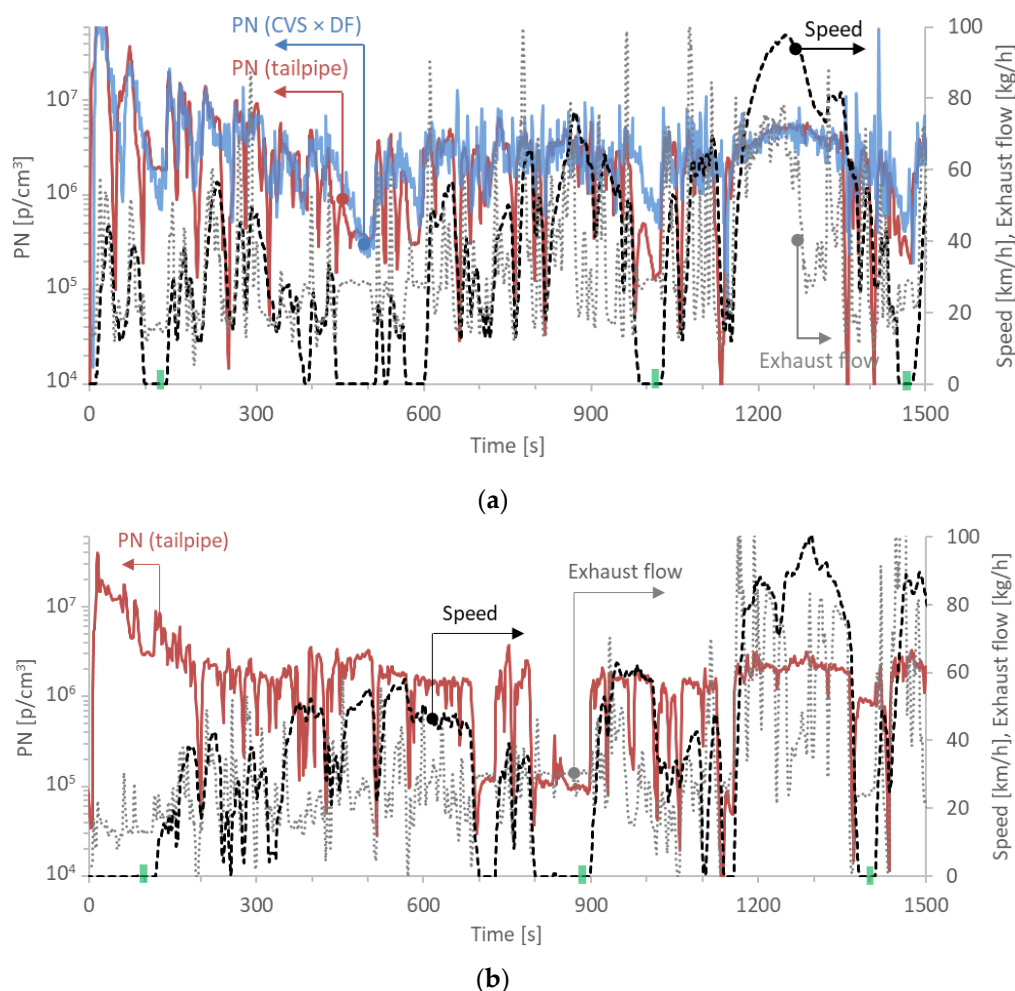 PN (CVS × DF)
PN (tailpipe)
Speed
Exhaust flow
PN [p/cm³]
10⁷
10⁶
10⁵
10⁴
100
80
60
40
20
0
Speed [km/h], Exhaust flow [kg/h]
0 300 600 900 1200 1500
Time [s]
(a)
PN (tailpipe)
Exhaust flow
Speed
PN [p/cm³]
10⁷
10⁶
10⁵
10⁴
100
80
60
40
20
0
Speed [km/h], Exhaust flow [kg/h]
0 300 600 900 1200 1500
Time [s]
(b)